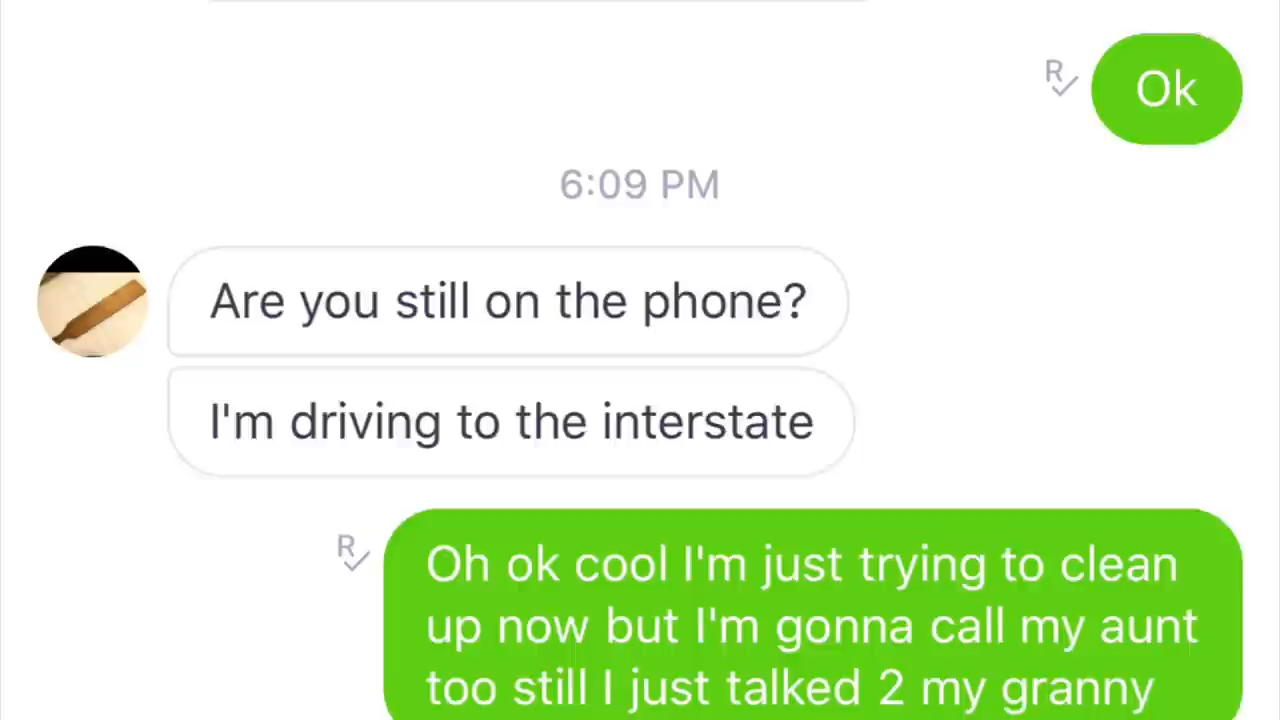 R Ok
6:09 PM
Are you still on the phone?
I'm driving to the interstate
R Oh ok cool I'm just trying to clean
up now but I'm gonna call my aunt
too still I just talked 2 my granny